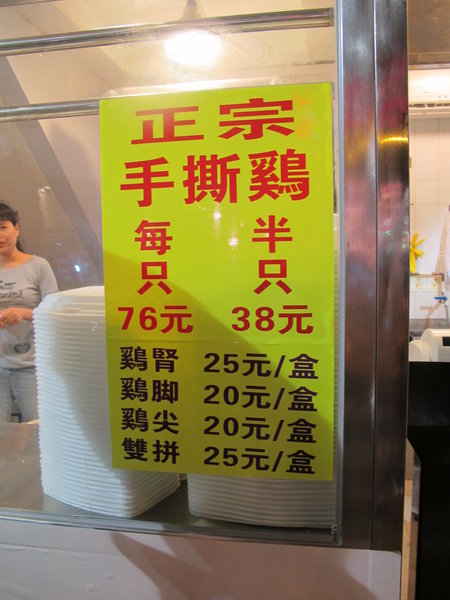 正宗
手撕鷄
每只 半只
76元 38元
鷄腎 25元/盒
鷄脚 20元/盒
鷄尖 20元/盒
雙拼 25元/盒